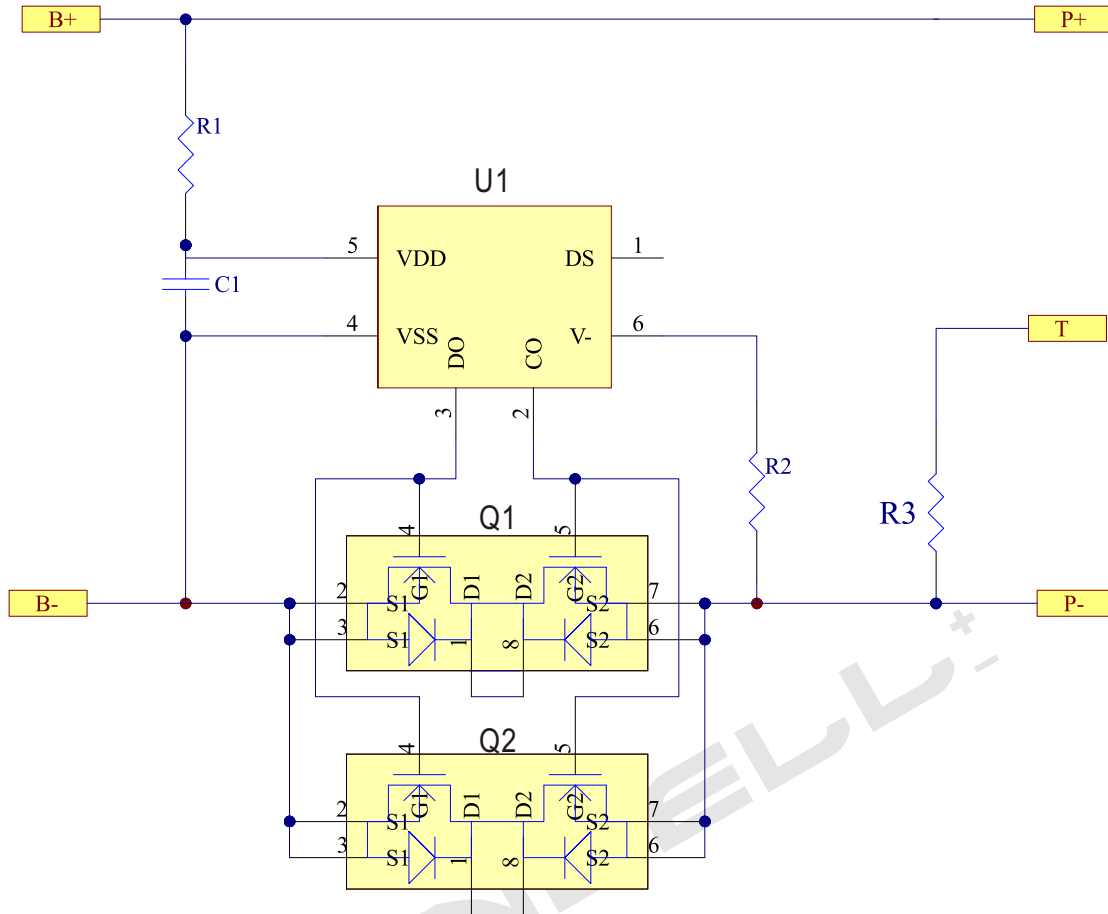 B+ P+
R1
U1
5 VDD DS 1
C1
4 VSS V- 6
DO CO
T
3 2
R2
R3
Q1
4 5
G1 D1 D2 G2
B- 2 S1 S2 7 P-
3 S1 1 8 S2 6
Q2
4 5
G1 D1 D2 G2
2 S1 S2 7
3 S1 1 8 S2 6
ELL+-